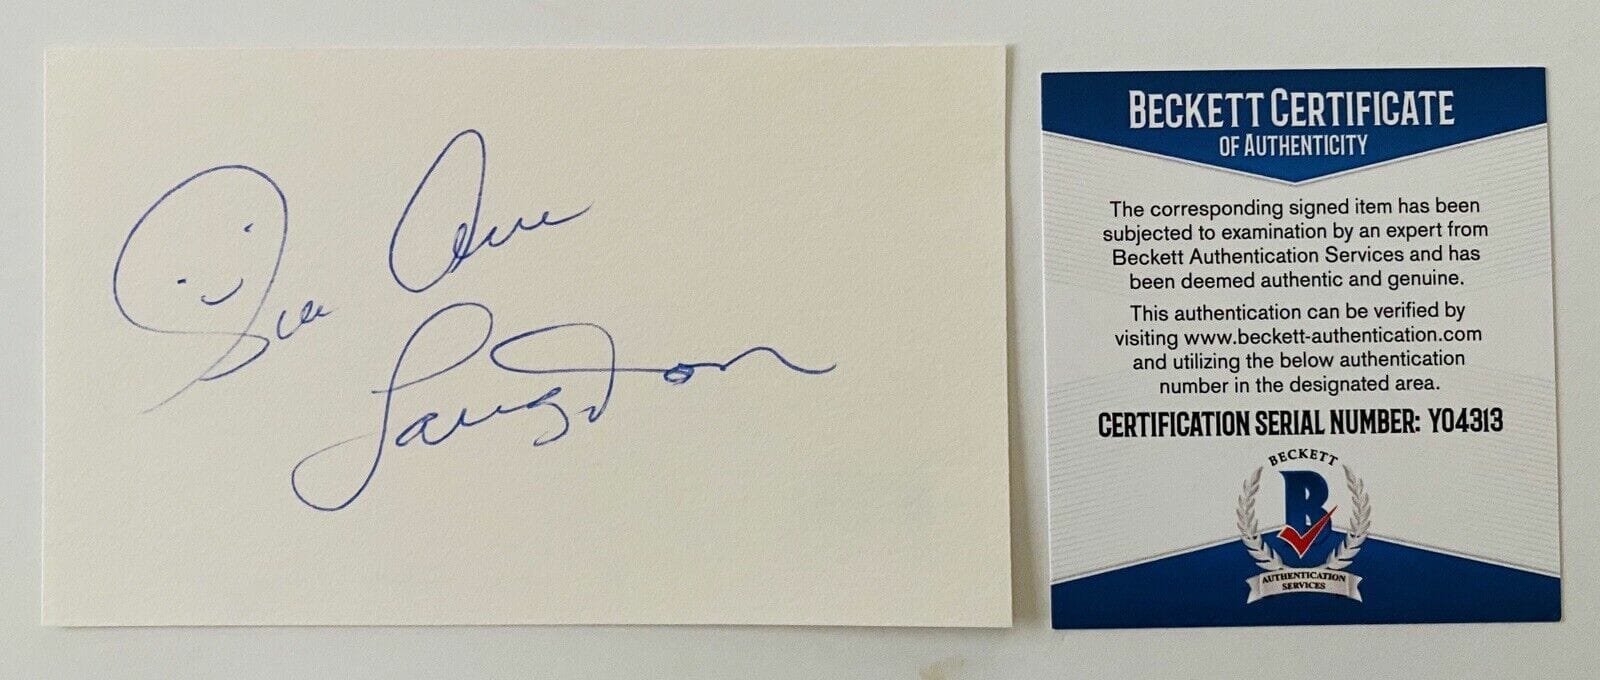 Sue Ane
Langdon
BECKETT CERTIFICATE
OF AUTHENTICITY
The corresponding signed item has been
subjected to examination by an expert from
Beckett Authentication Services and has
been deemed authentic and genuine.
This authentication can be verified by
visiting www.beckett-authentication.com
and utilizing the below authentication
number in the designated area.
CERTIFICATION SERIAL NUMBER: Y04313
BECKETT
B
AUTHENTICATION
SERVICES